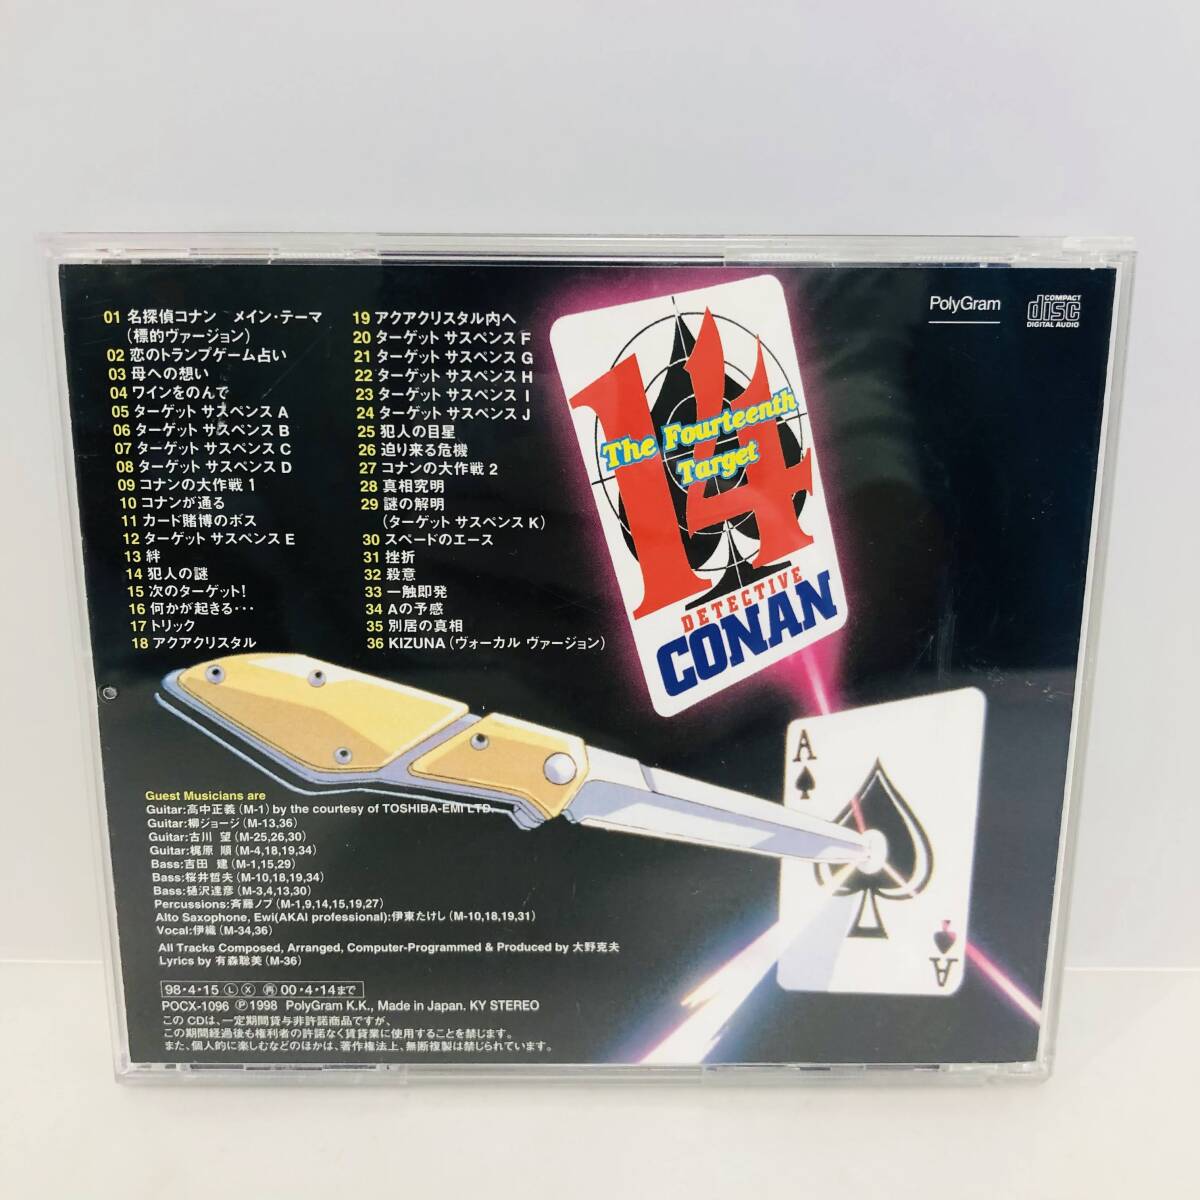 01 名探偵コナン　メイン・テーマ
(標的ヴァージョン)
02 恋のトランプゲーム占い
03 母への想い
04 ワインをのんで
05 ターゲット サスペンス A
06 ターゲット サスペンス B
07 ターゲット サスペンス C
08 ターゲット サスペンス D
09 コナンの大作戦 1
10 コナンが通る
11 カード賭博のボス
12 ターゲット サスペンス E
13 絆
14 犯人の謎
15 次のターゲット!
16 何かが起きる・・・
17 トリック
18 アクアクリスタル
19 アクアクリスタル内へ
20 ターゲット サスペンス F
21 ターゲット サスペンス G
22 ターゲット サスペンス H
23 ターゲット サスペンス I
24 ターゲット サスペンス J
25 犯人の目星
26 迫り来る危機
27 コナンの大作戦 2
28 真相究明
29 謎の解明
(ターゲット サスペンス K)
30 スペードのエース
31 挫折
32 殺意
33 一触即発
34 Aの予感
35 別居の真相
36 KIZUNA (ヴォーカル ヴァージョン)
PolyGram
COMPACT
disc
DIGITAL AUDIO
14
The Fourteenth
Target
DETECTIVE
CONAN
A
A
Guest Musicians are
Guitar:高中正義 (M-1) by the courtesy of TOSHIBA-EMI LTD.
Guitar:柳ジョージ (M-13,36)
Guitar:古川 望 (M-25,26,30)
Guitar:梶原 順 (M-4,18,19,34)
Bass:吉田 建 (M-1,15,29)
Bass:桜井哲夫 (M-10,18,19,34)
Bass:樋沢達彦 (M-3,4,13,30)
Percussions:斉藤ノブ (M-1,9,14,15,19,27)
Alto Saxophone, Ewi(AKAI professional):伊東たけし (M-10,18,19,31)
Vocal:伊織 (M-34,36)
All Tracks Composed, Arranged, Computer-Programmed & Produced by 大野克夫
Lyrics by 有森聡美 (M-36)
98・4・15 Ⓛ Ⓧ ㊞ 00・4・14まで
POCX-1096 Ⓟ1998 PolyGram K.K., Made in Japan. KY STEREO
このCDは、一定期間貸与非許諾商品ですが、
この期間経過後も権利者の許諾なく賃貸業に使用することを禁じます。
また、個人的に楽しむなどのほかは、著作権法上、無断複製は禁じられています。